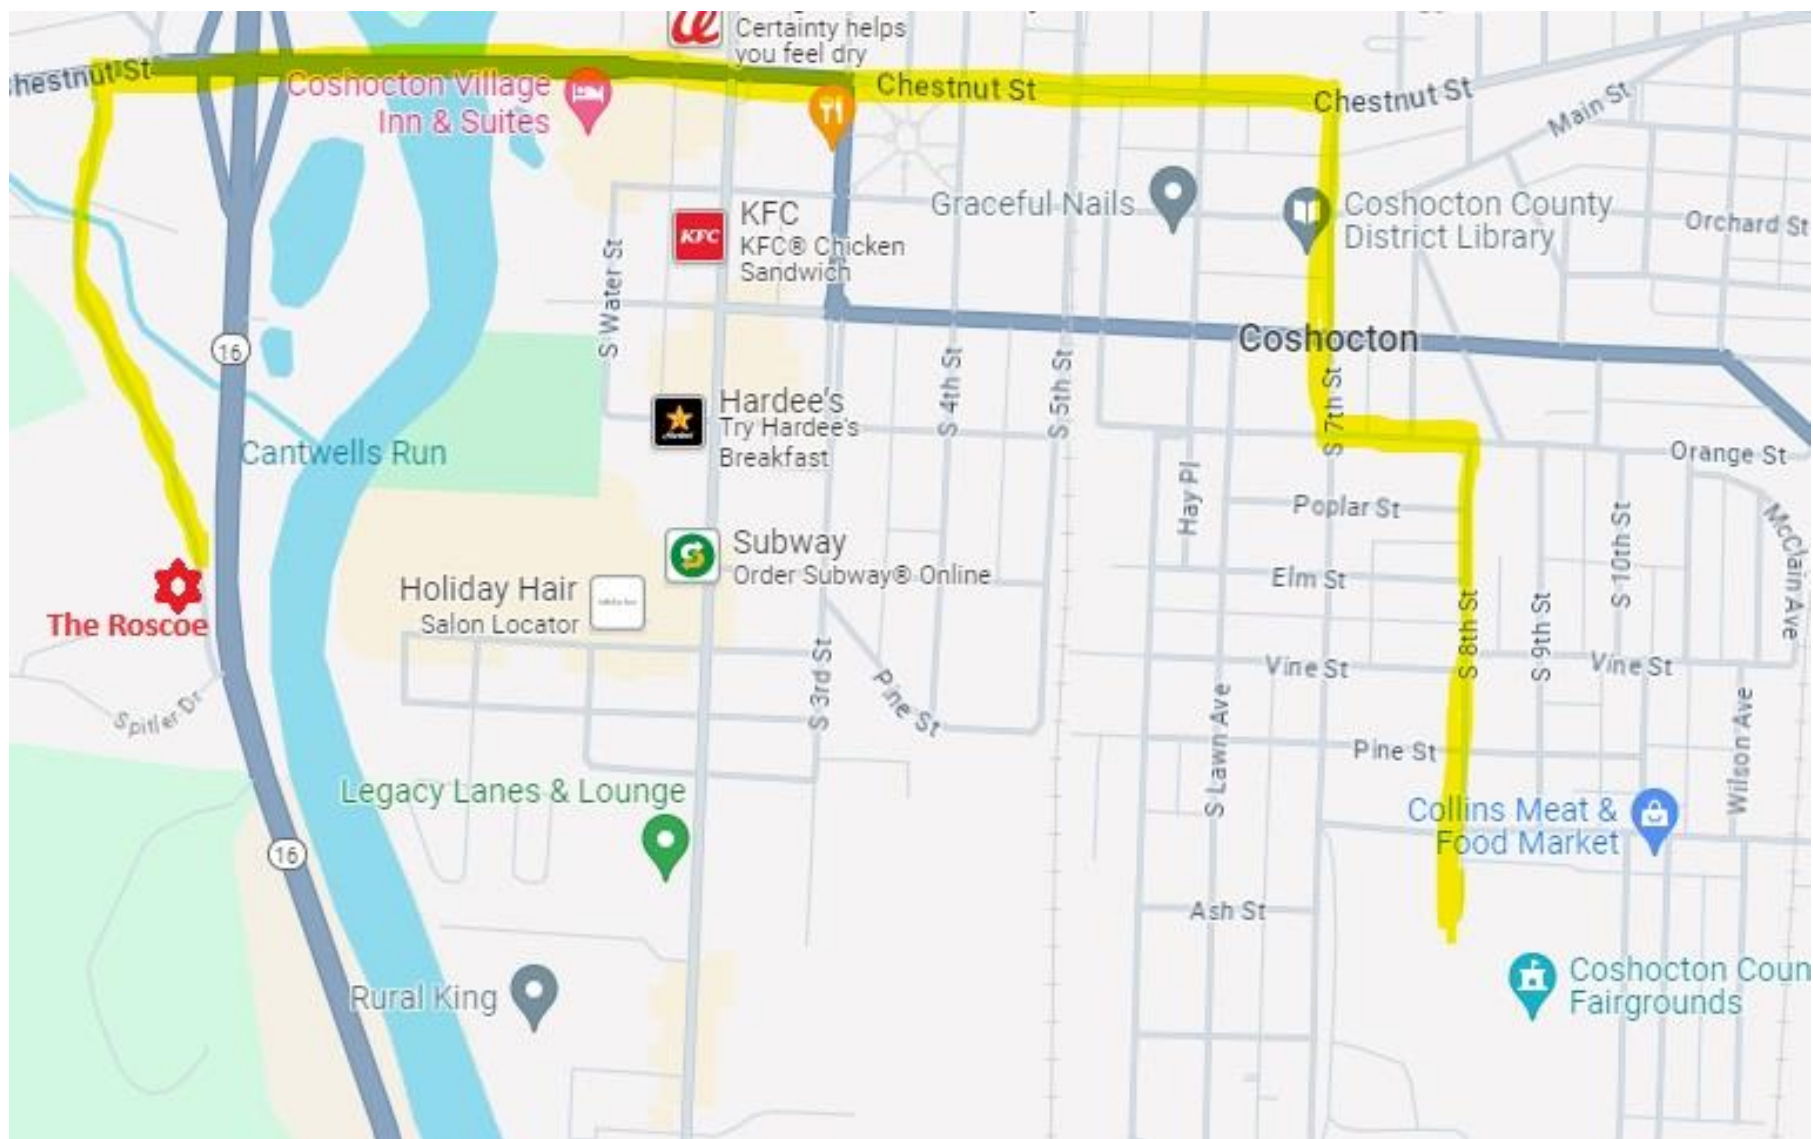 Certainty helps
you feel dry
hestnut St
Coshocton Village
Inn & Suites
Chestnut St
Chestnut St
Main St
Graceful Nails
Coshocton County
District Library
Orchard St
KFC
KFC
KFC® Chicken
Sandwich
S Water St
16
Coshocton
S 4th St
S 5th St
S 7th St
Hardee's
Try Hardee's
Breakfast
Cantwells Run
Orange St
Hay Pl
Poplar St
S 10th St
McClain Ave
Subway
Order Subway® Online
Elm St
Holiday Hair
Salon Locator
The Roscoe
S 8th St
S 9th St
S 3rd St
Pine St
Vine St
Vine St
Spitler Dr
S Lawn Ave
Pine St
Wilson Ave
Legacy Lanes & Lounge
Collins Meat &
Food Market
16
Ash St
Rural King
Coshocton Coun
Fairgrounds